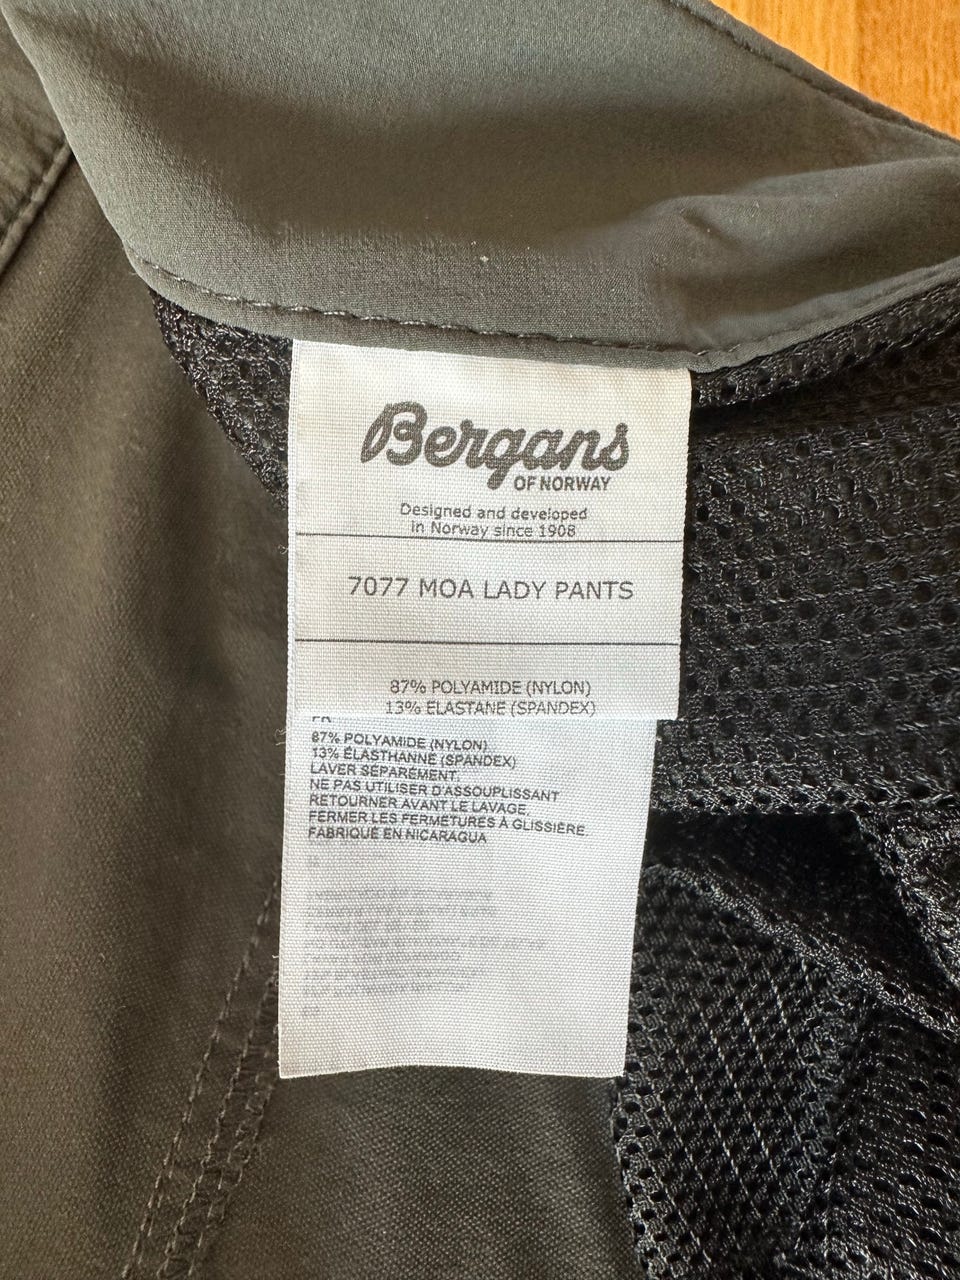 Bergans
OF NORWAY
Designed and developed
in Norway since 1908
7077 MOA LADY PANTS
87% POLYAMIDE (NYLON)
13% ELASTANE (SPANDEX)
FR
87% POLYAMIDE (NYLON)
13% ÉLASTHANNE (SPANDEX)
LAVER SÉPARÉMENT.
NE PAS UTILISER D'ASSOUPLISSANT
RETOURNER AVANT LE LAVAGE
FERMER LES FERMETURES À GLISSIÈRE
FABRIQUÉ EN NICARAGUA